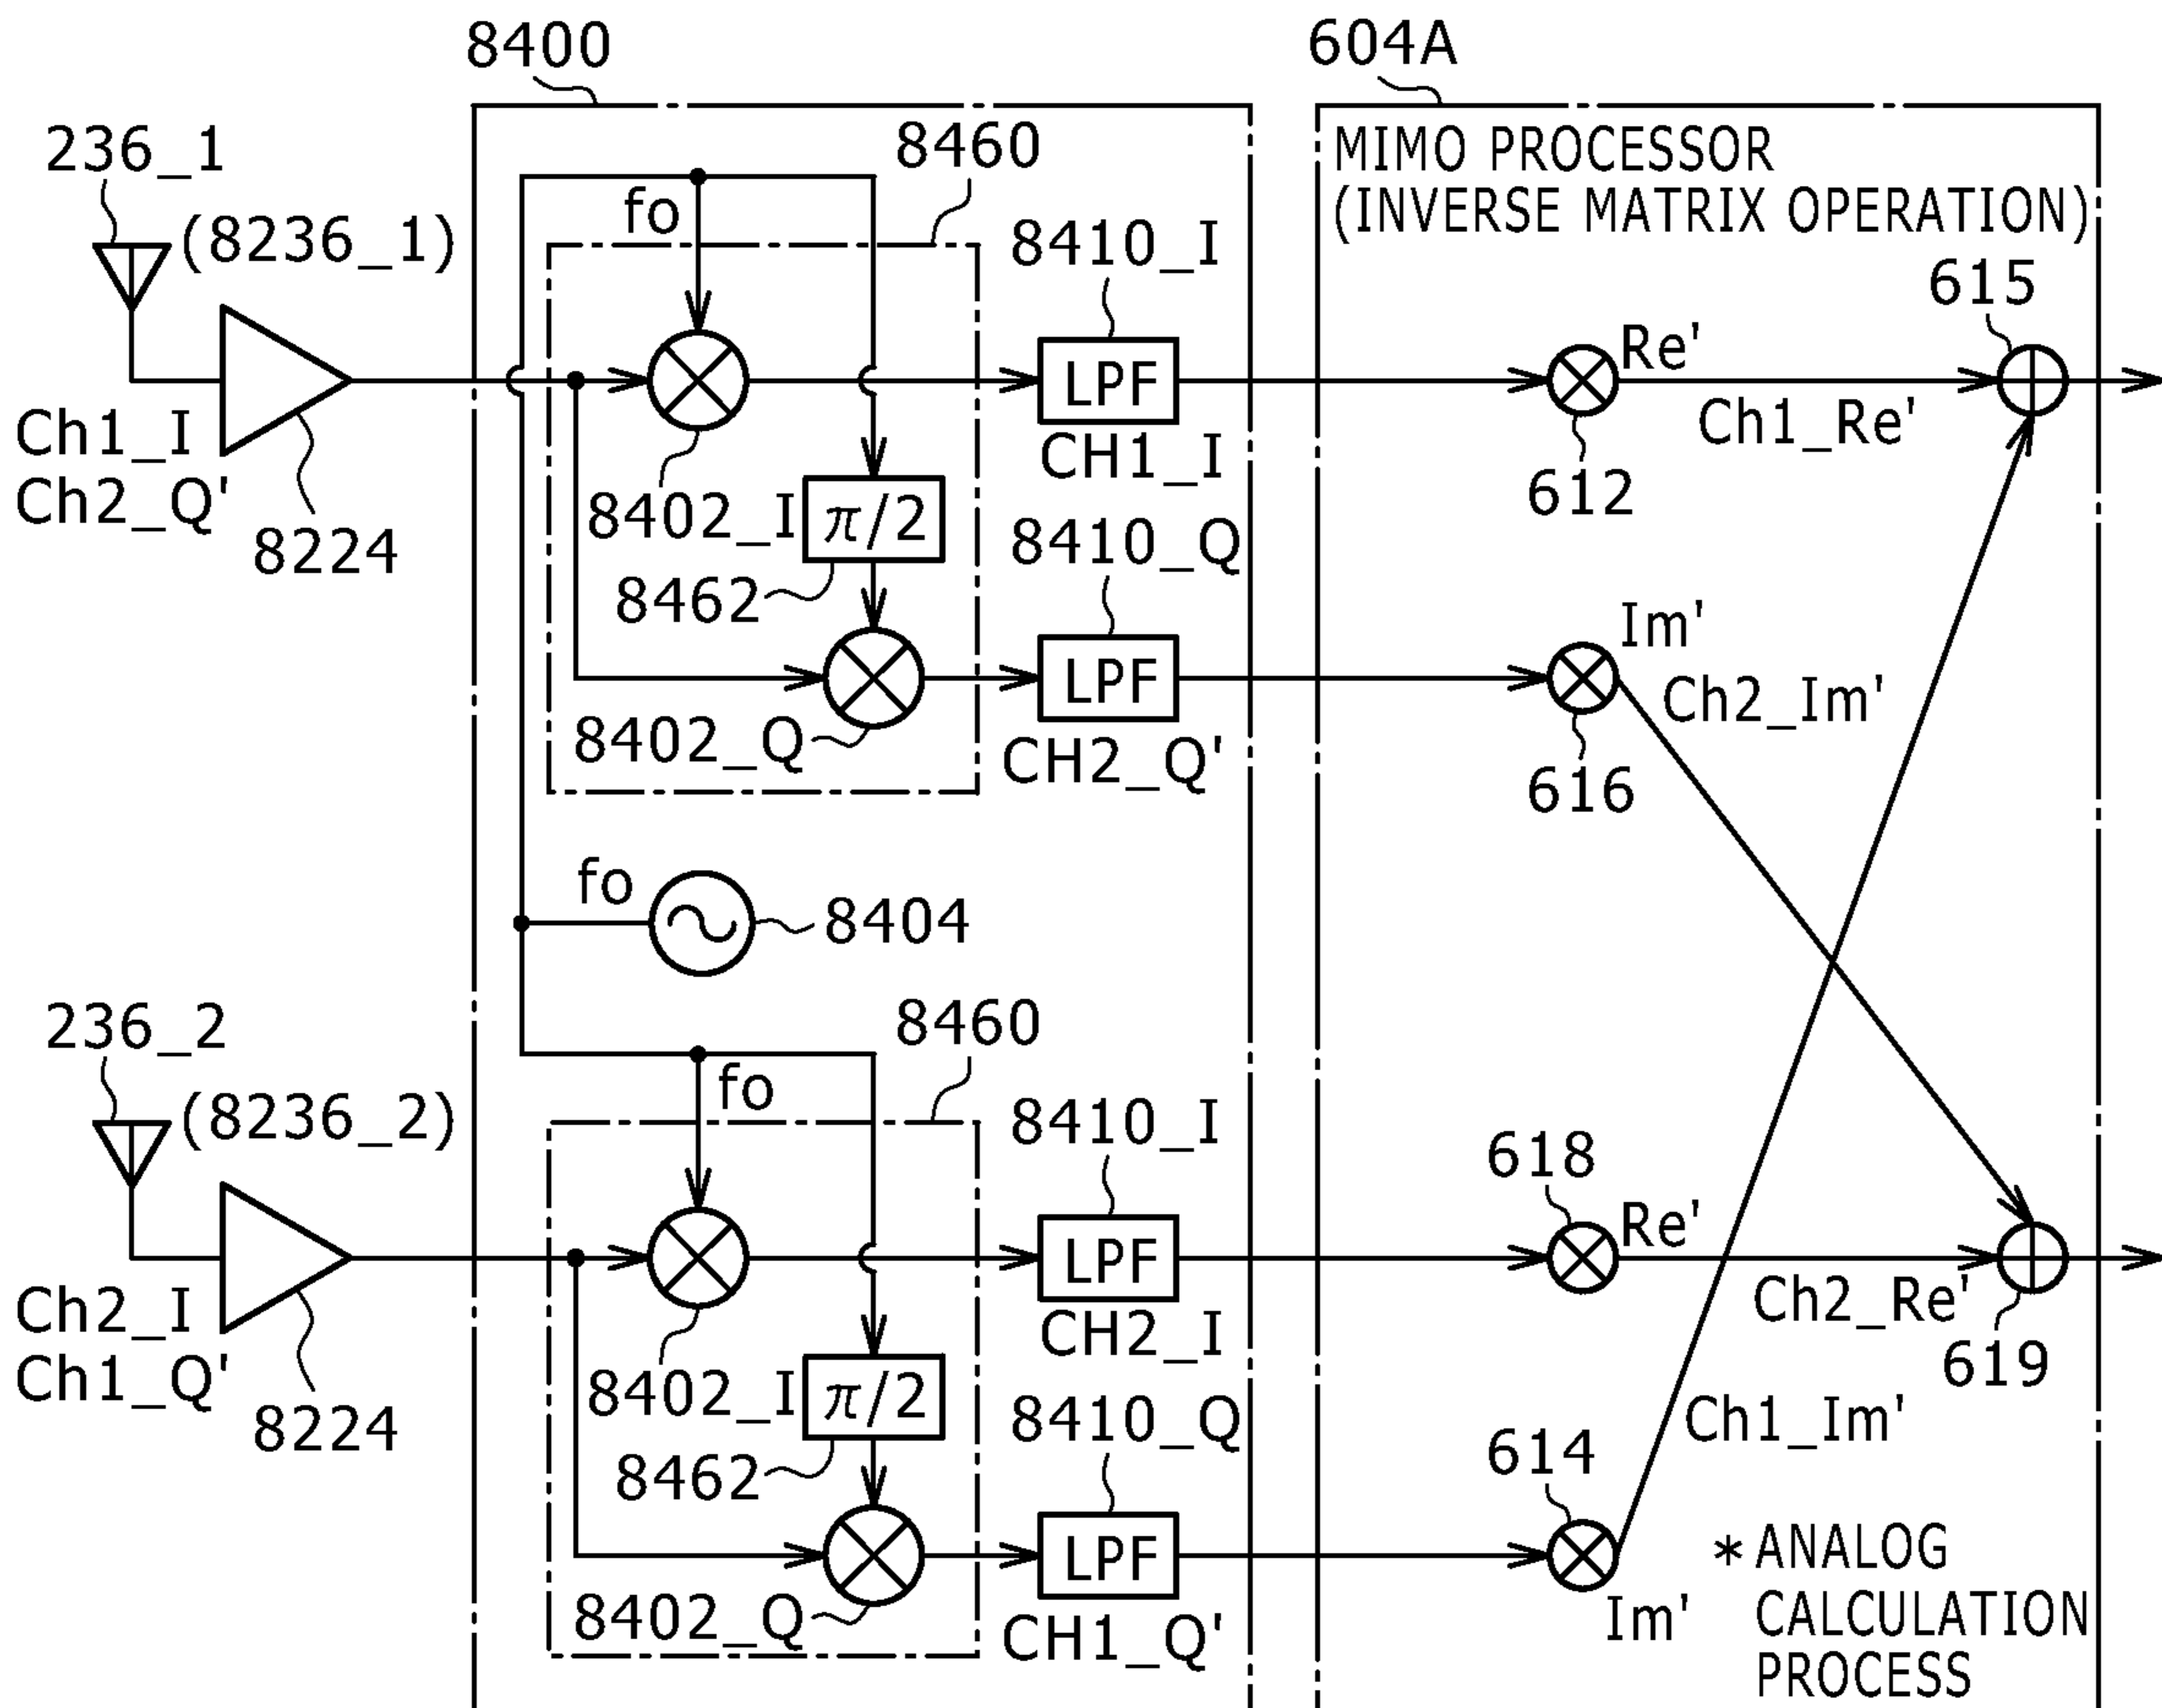 8400
604A
236_1
(8236_1)
8460
MIMO PROCESSOR
(INVERSE MATRIX OPERATION)
fo
8410_I
615
LPF
Re'
Ch1_I
Ch2_Q'
8224
8402_I
CH1_I
612
Ch1_Re'
π/2
8462
8410_Q
8402_Q
LPF
CH2_Q'
Im'
Ch2_Im'
616
fo
8404
236_2
(8236_2)
8460
fo
8410_I
618
LPF
Re'
Ch2_I
Ch1_Q'
8224
8402_I
CH2_I
Ch2_Re'
619
π/2
8462
8410_Q
614
Ch1_Im'
8402_Q
LPF
CH1_Q'
Im'
*ANALOG
CALCULATION
PROCESS